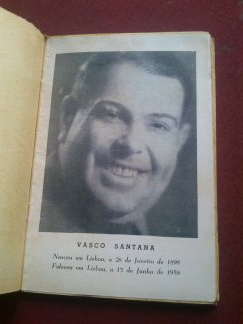 VASCO SANTANA
Nasceu em Lisboa, a 28 de Janeiro de 1898
Faleceu em Lisboa, a 13 de Junho de 1958